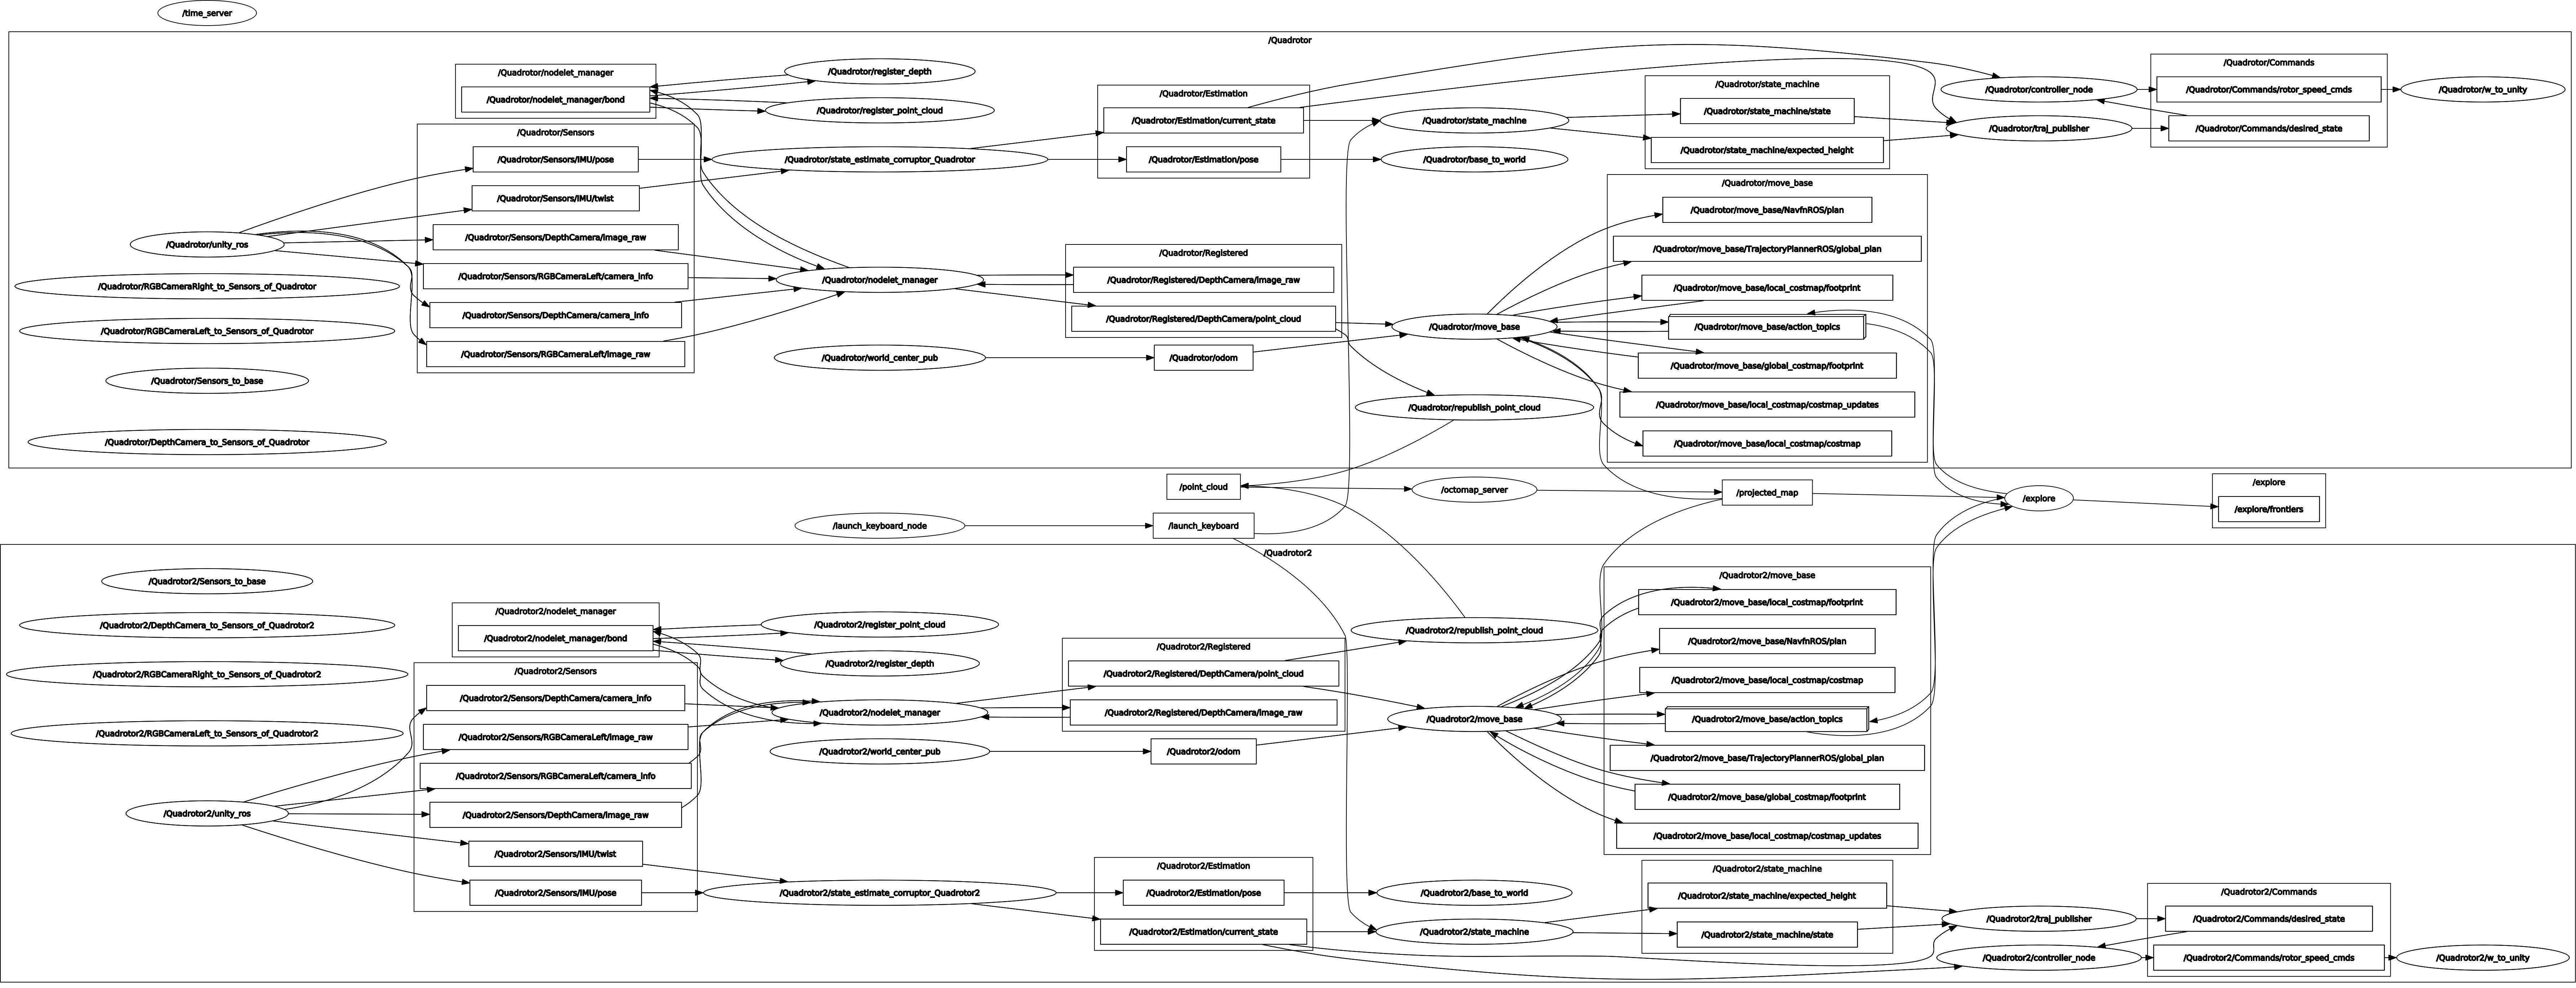 /time_server
/Quadrotor
/Quadrotor/nodelet_manager
/Quadrotor/nodelet_manager/bond
/Quadrotor/register_depth
/Quadrotor/register_point_cloud
/Quadrotor/Sensors
/Quadrotor/Sensors/IMU/pose
/Quadrotor/Sensors/IMU/twist
/Quadrotor/Sensors/DepthCamera/image_raw
/Quadrotor/Sensors/RGBCameraLeft/camera_info
/Quadrotor/Sensors/DepthCamera/camera_info
/Quadrotor/Sensors/RGBCameraLeft/image_raw
/Quadrotor/unity_ros
/Quadrotor/RGBCameraRight_to_Sensors_of_Quadrotor
/Quadrotor/RGBCameraLeft_to_Sensors_of_Quadrotor
/Quadrotor/Sensors_to_base
/Quadrotor/DepthCamera_to_Sensors_of_Quadrotor
/Quadrotor/state_estimate_corruptor_Quadrotor
/Quadrotor/nodelet_manager
/Quadrotor/world_center_pub
/Quadrotor/Estimation
/Quadrotor/Estimation/current_state
/Quadrotor/Estimation/pose
/Quadrotor/Registered
/Quadrotor/Registered/DepthCamera/image_raw
/Quadrotor/Registered/DepthCamera/point_cloud
/Quadrotor/odom
/Quadrotor/state_machine
/Quadrotor/base_to_world
/Quadrotor/move_base
/Quadrotor/republish_point_cloud
/Quadrotor/state_machine
/Quadrotor/state_machine/state
/Quadrotor/state_machine/expected_height
/Quadrotor/move_base
/Quadrotor/move_base/NavfnROS/plan
/Quadrotor/move_base/TrajectoryPlannerROS/global_plan
/Quadrotor/move_base/local_costmap/footprint
/Quadrotor/move_base/action_topics
/Quadrotor/move_base/global_costmap/footprint
/Quadrotor/move_base/local_costmap/costmap_updates
/Quadrotor/move_base/local_costmap/costmap
/Quadrotor/controller_node
/Quadrotor/traj_publisher
/Quadrotor/Commands
/Quadrotor/Commands/rotor_speed_cmds
/Quadrotor/Commands/desired_state
/Quadrotor/w_to_unity
/point_cloud
/octomap_server
/projected_map
/explore
/explore
/explore/frontiers
/launch_keyboard_node
/launch_keyboard
/Quadrotor2
/Quadrotor2/Sensors_to_base
/Quadrotor2/DepthCamera_to_Sensors_of_Quadrotor2
/Quadrotor2/RGBCameraRight_to_Sensors_of_Quadrotor2
/Quadrotor2/RGBCameraLeft_to_Sensors_of_Quadrotor2
/Quadrotor2/unity_ros
/Quadrotor2/nodelet_manager
/Quadrotor2/nodelet_manager/bond
/Quadrotor2/register_point_cloud
/Quadrotor2/register_depth
/Quadrotor2/Sensors
/Quadrotor2/Sensors/DepthCamera/camera_info
/Quadrotor2/Sensors/RGBCameraLeft/image_raw
/Quadrotor2/Sensors/RGBCameraLeft/camera_info
/Quadrotor2/Sensors/DepthCamera/image_raw
/Quadrotor2/Sensors/IMU/twist
/Quadrotor2/Sensors/IMU/pose
/Quadrotor2/nodelet_manager
/Quadrotor2/world_center_pub
/Quadrotor2/state_estimate_corruptor_Quadrotor2
/Quadrotor2/Registered
/Quadrotor2/Registered/DepthCamera/point_cloud
/Quadrotor2/Registered/DepthCamera/image_raw
/Quadrotor2/odom
/Quadrotor2/Estimation
/Quadrotor2/Estimation/pose
/Quadrotor2/Estimation/current_state
/Quadrotor2/republish_point_cloud
/Quadrotor2/move_base
/Quadrotor2/base_to_world
/Quadrotor2/state_machine
/Quadrotor2/move_base
/Quadrotor2/move_base/local_costmap/footprint
/Quadrotor2/move_base/NavfnROS/plan
/Quadrotor2/move_base/local_costmap/costmap
/Quadrotor2/move_base/action_topics
/Quadrotor2/move_base/TrajectoryPlannerROS/global_plan
/Quadrotor2/move_base/global_costmap/footprint
/Quadrotor2/move_base/local_costmap/costmap_updates
/Quadrotor2/state_machine
/Quadrotor2/state_machine/expected_height
/Quadrotor2/state_machine/state
/Quadrotor2/traj_publisher
/Quadrotor2/controller_node
/Quadrotor2/Commands
/Quadrotor2/Commands/desired_state
/Quadrotor2/Commands/rotor_speed_cmds
/Quadrotor2/w_to_unity